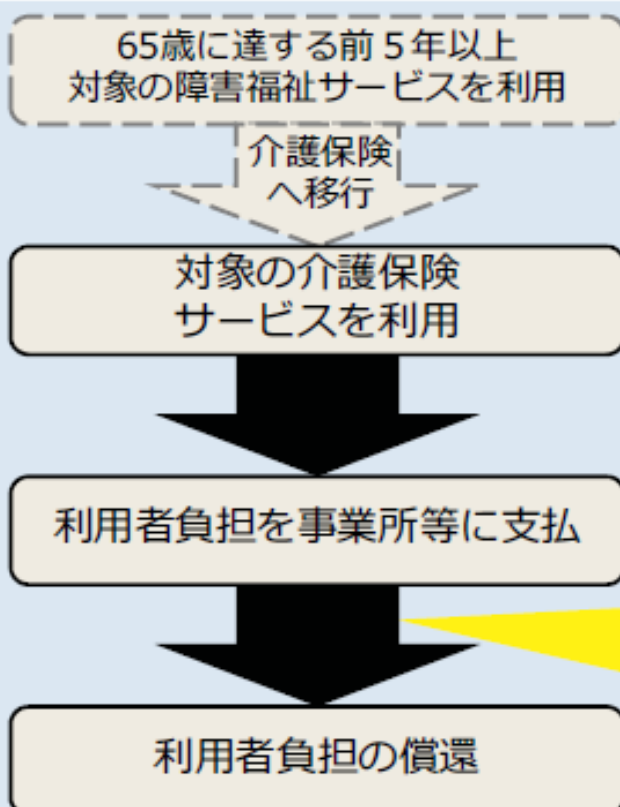 65歳に達する前５年以上
対象の障害福祉サービスを利用
介護保険
へ移行
対象の介護保険
サービスを利用
利用者負担を事業所等に支払
利用者負担の償還